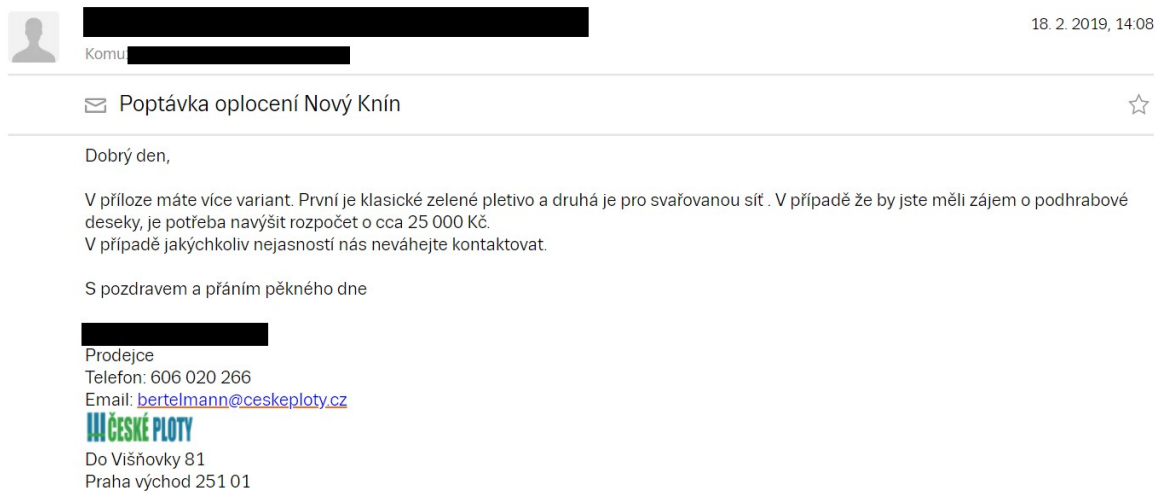 18. 2. 2019, 14:08
Komu:
Poptávka oplocení Nový Knín
Dobrý den,
V příloze máte více variant. První je klasické zelené pletivo a druhá je pro svařovanou síť . V případě že by jste měli zájem o podhrabové
deseky, je potřeba navýšit rozpočet o cca 25 000 Kč.
V případě jakýchkoliv nejasností nás neváhejte kontaktovat.
S pozdravem a přáním pěkného dne
Prodejce
Telefon: 606 020 266
Email: bertelmann@ceskeploty.cz
ČESKÉ PLOTY
Do Višňovky 81
Praha východ 251 01